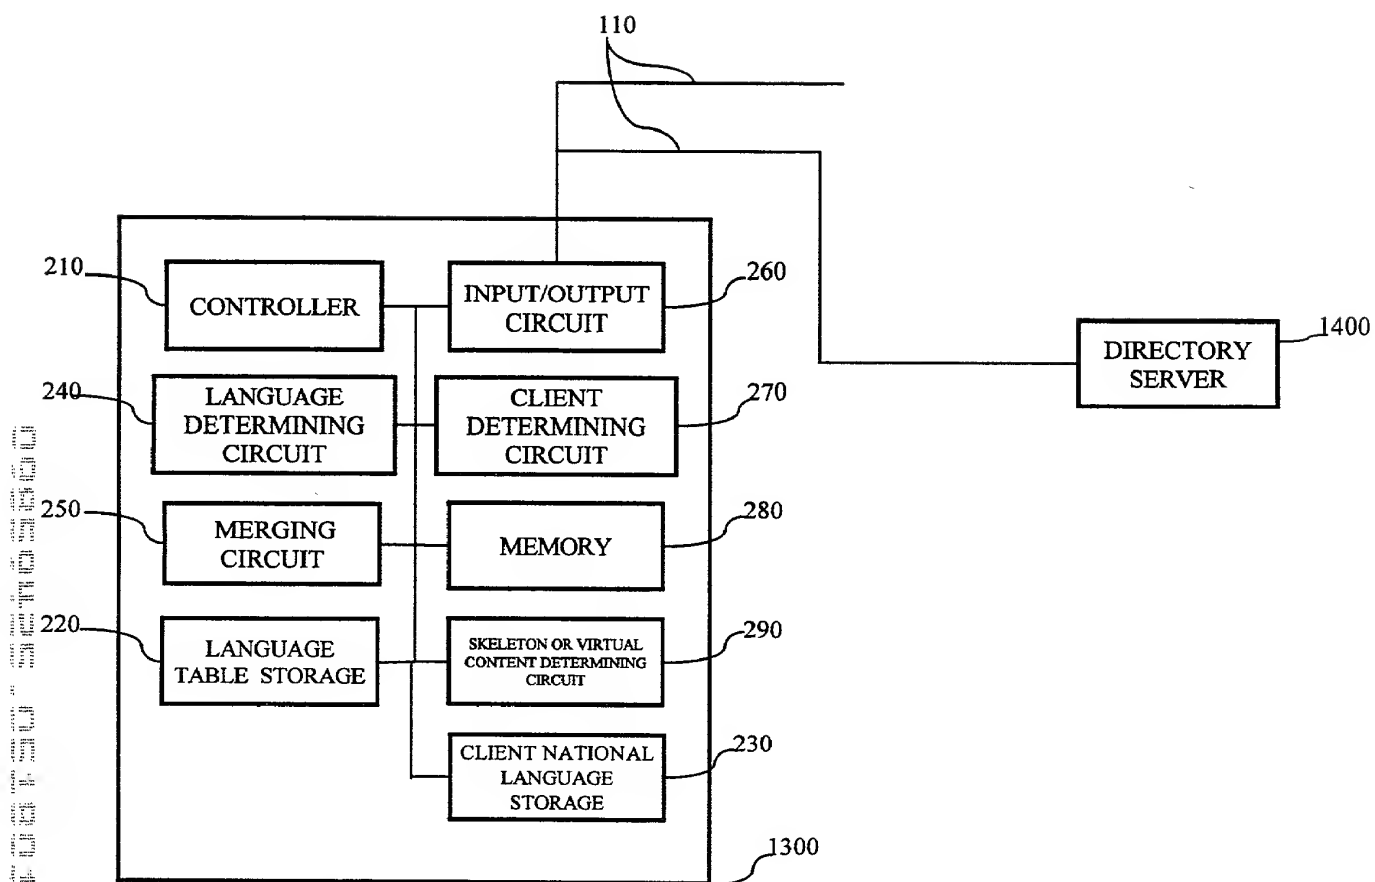 110
210
CONTROLLER
INPUT/OUTPUT
CIRCUIT
260
1400
DIRECTORY
SERVER
240
LANGUAGE
DETERMINING
CIRCUIT
CLIENT
DETERMINING
CIRCUIT
270
250
MERGING
CIRCUIT
MEMORY
280
220
LANGUAGE
TABLE STORAGE
SKELETON OR VIRTUAL
CONTENT DETERMINING
CIRCUIT
290
CLIENT NATIONAL
LANGUAGE
STORAGE
230
1300